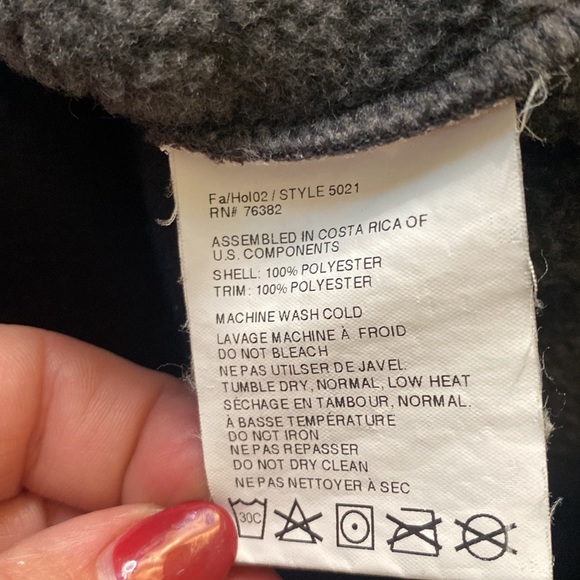 Fa/Hol02 / STYLE 5021
RN# 76382
ASSEMBLED IN COSTA RICA OF
U.S. COMPONENTS
SHELL: 100% POLYESTER
TRIM: 100% POLYESTER
MACHINE WASH COLD
LAVAGE MACHINE À FROID
DO NOT BLEACH
NE PAS UTILSER DE JAVEL.
TUMBLE DRY, NORMAL, LOW HEAT
SÉCHAGE EN TAMBOUR, NORMAL.
À BASSE TEMPÉRATURE
DO NOT IRON
NE PAS REPASSER
DO NOT DRY CLEAN
NE PAS NETTOYER À SEC
30C